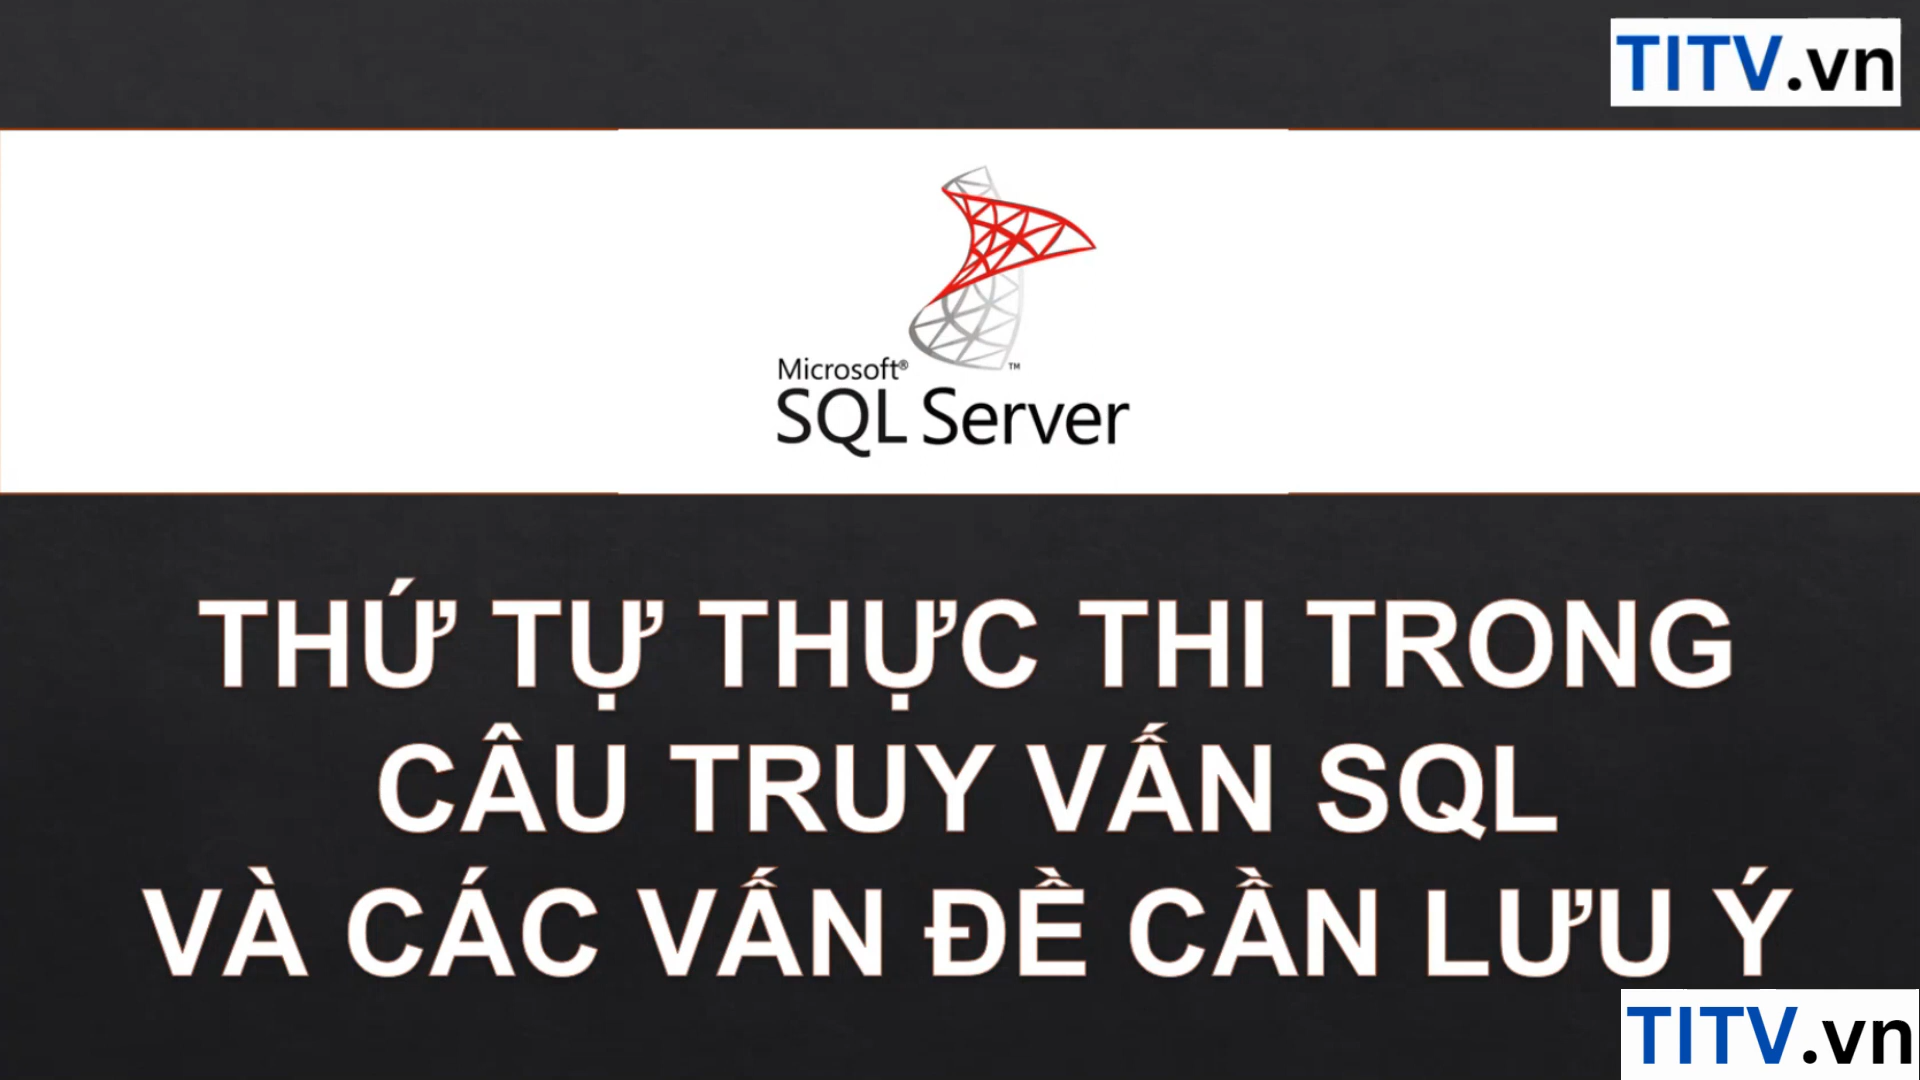 TITV.vn
Microsoft®
SQL Server™
THỨ TỰ THỰC THI TRONG
CÂU TRUY VẤN SQL
VÀ CÁC VẤN ĐỀ CẦN LƯU Ý
TITV.vn